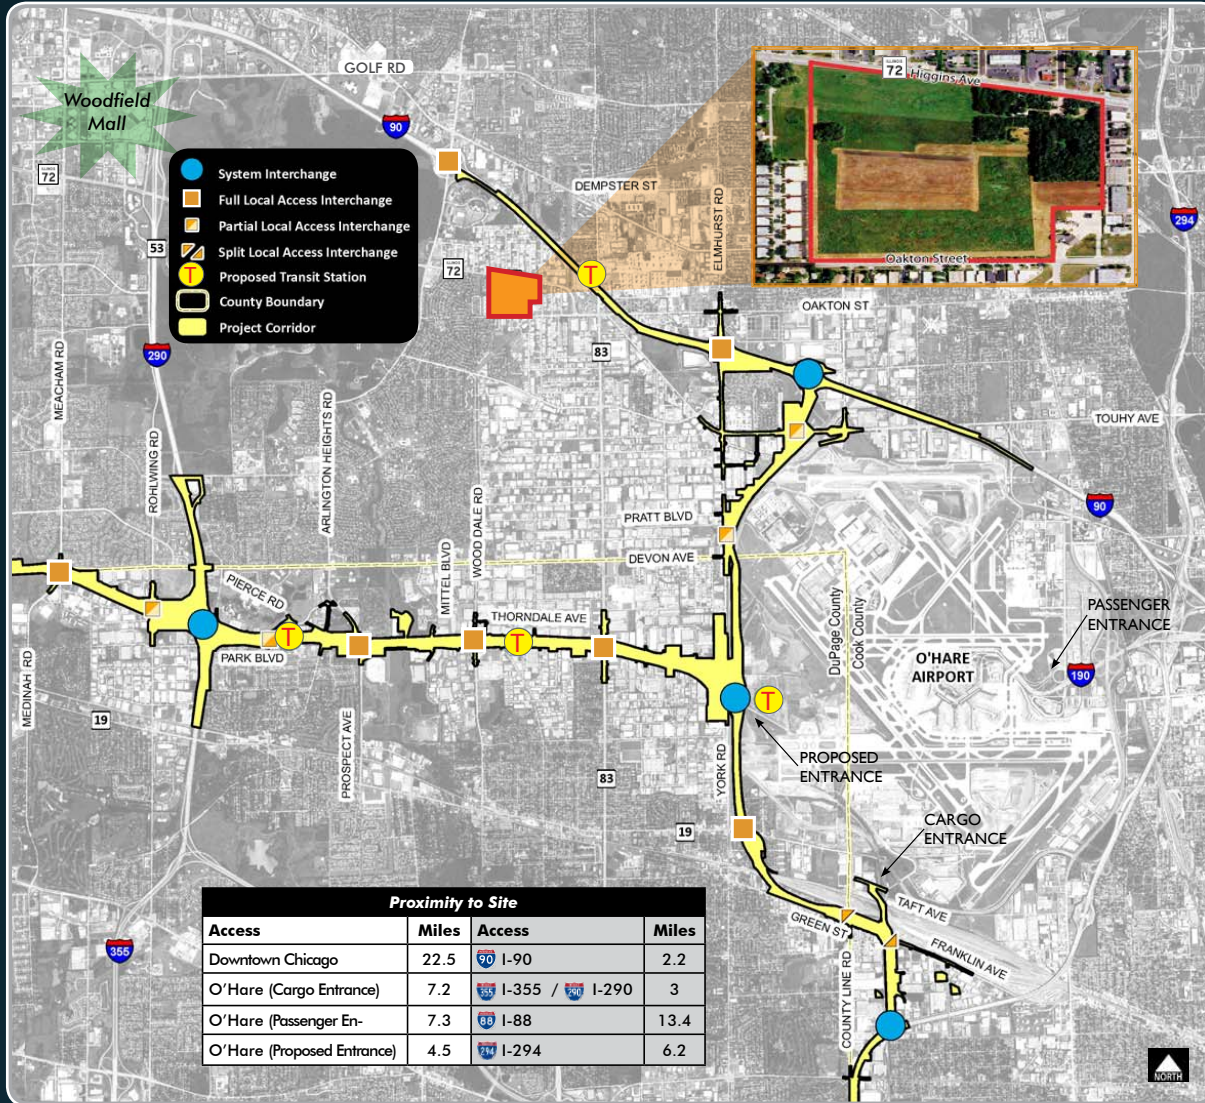 GOLF RD
Woodfield
Mall
90
ILLINOIS
72
Higgins Ave
Oakton Street
ILLINOIS
72
System Interchange
Full Local Access Interchange
Partial Local Access Interchange
Split Local Access Interchange
T Proposed Transit Station
County Boundary
Project Corridor
DEMPSTER ST
ELMHURST RD
294
53
ILLINOIS
72
T
OAKTON ST
290
83
MEACHAM RD
TOUHY AVE
ROHLWING RD
ARLINGTON HEIGHTS RD
90
WOOD DALE RD
PRATT BLVD
MITTEL BLVD
DEVON AVE
PIERCE RD
THORNDALE AVE
PASSENGER
ENTRANCE
DuPage County
Cook County
T
T
PARK BLVD
O'HARE
AIRPORT
190
MEDINAH RD
T
19
PROSPECT AVE
YORK RD
PROPOSED
ENTRANCE
83
19
CARGO
ENTRANCE
TAFT AVE
GREEN ST
FRANKLIN AVE
COUNTY LINE RD
355
Proximity to Site
Access Miles Access Miles
Downtown Chicago 22.5 90 I-90 2.2
O'Hare (Cargo Entrance) 7.2 355 I-355 / 290 I-290 3
O'Hare (Passenger En- 7.3 88 I-88 13.4
O'Hare (Proposed Entrance) 4.5 294 I-294 6.2
NORTH